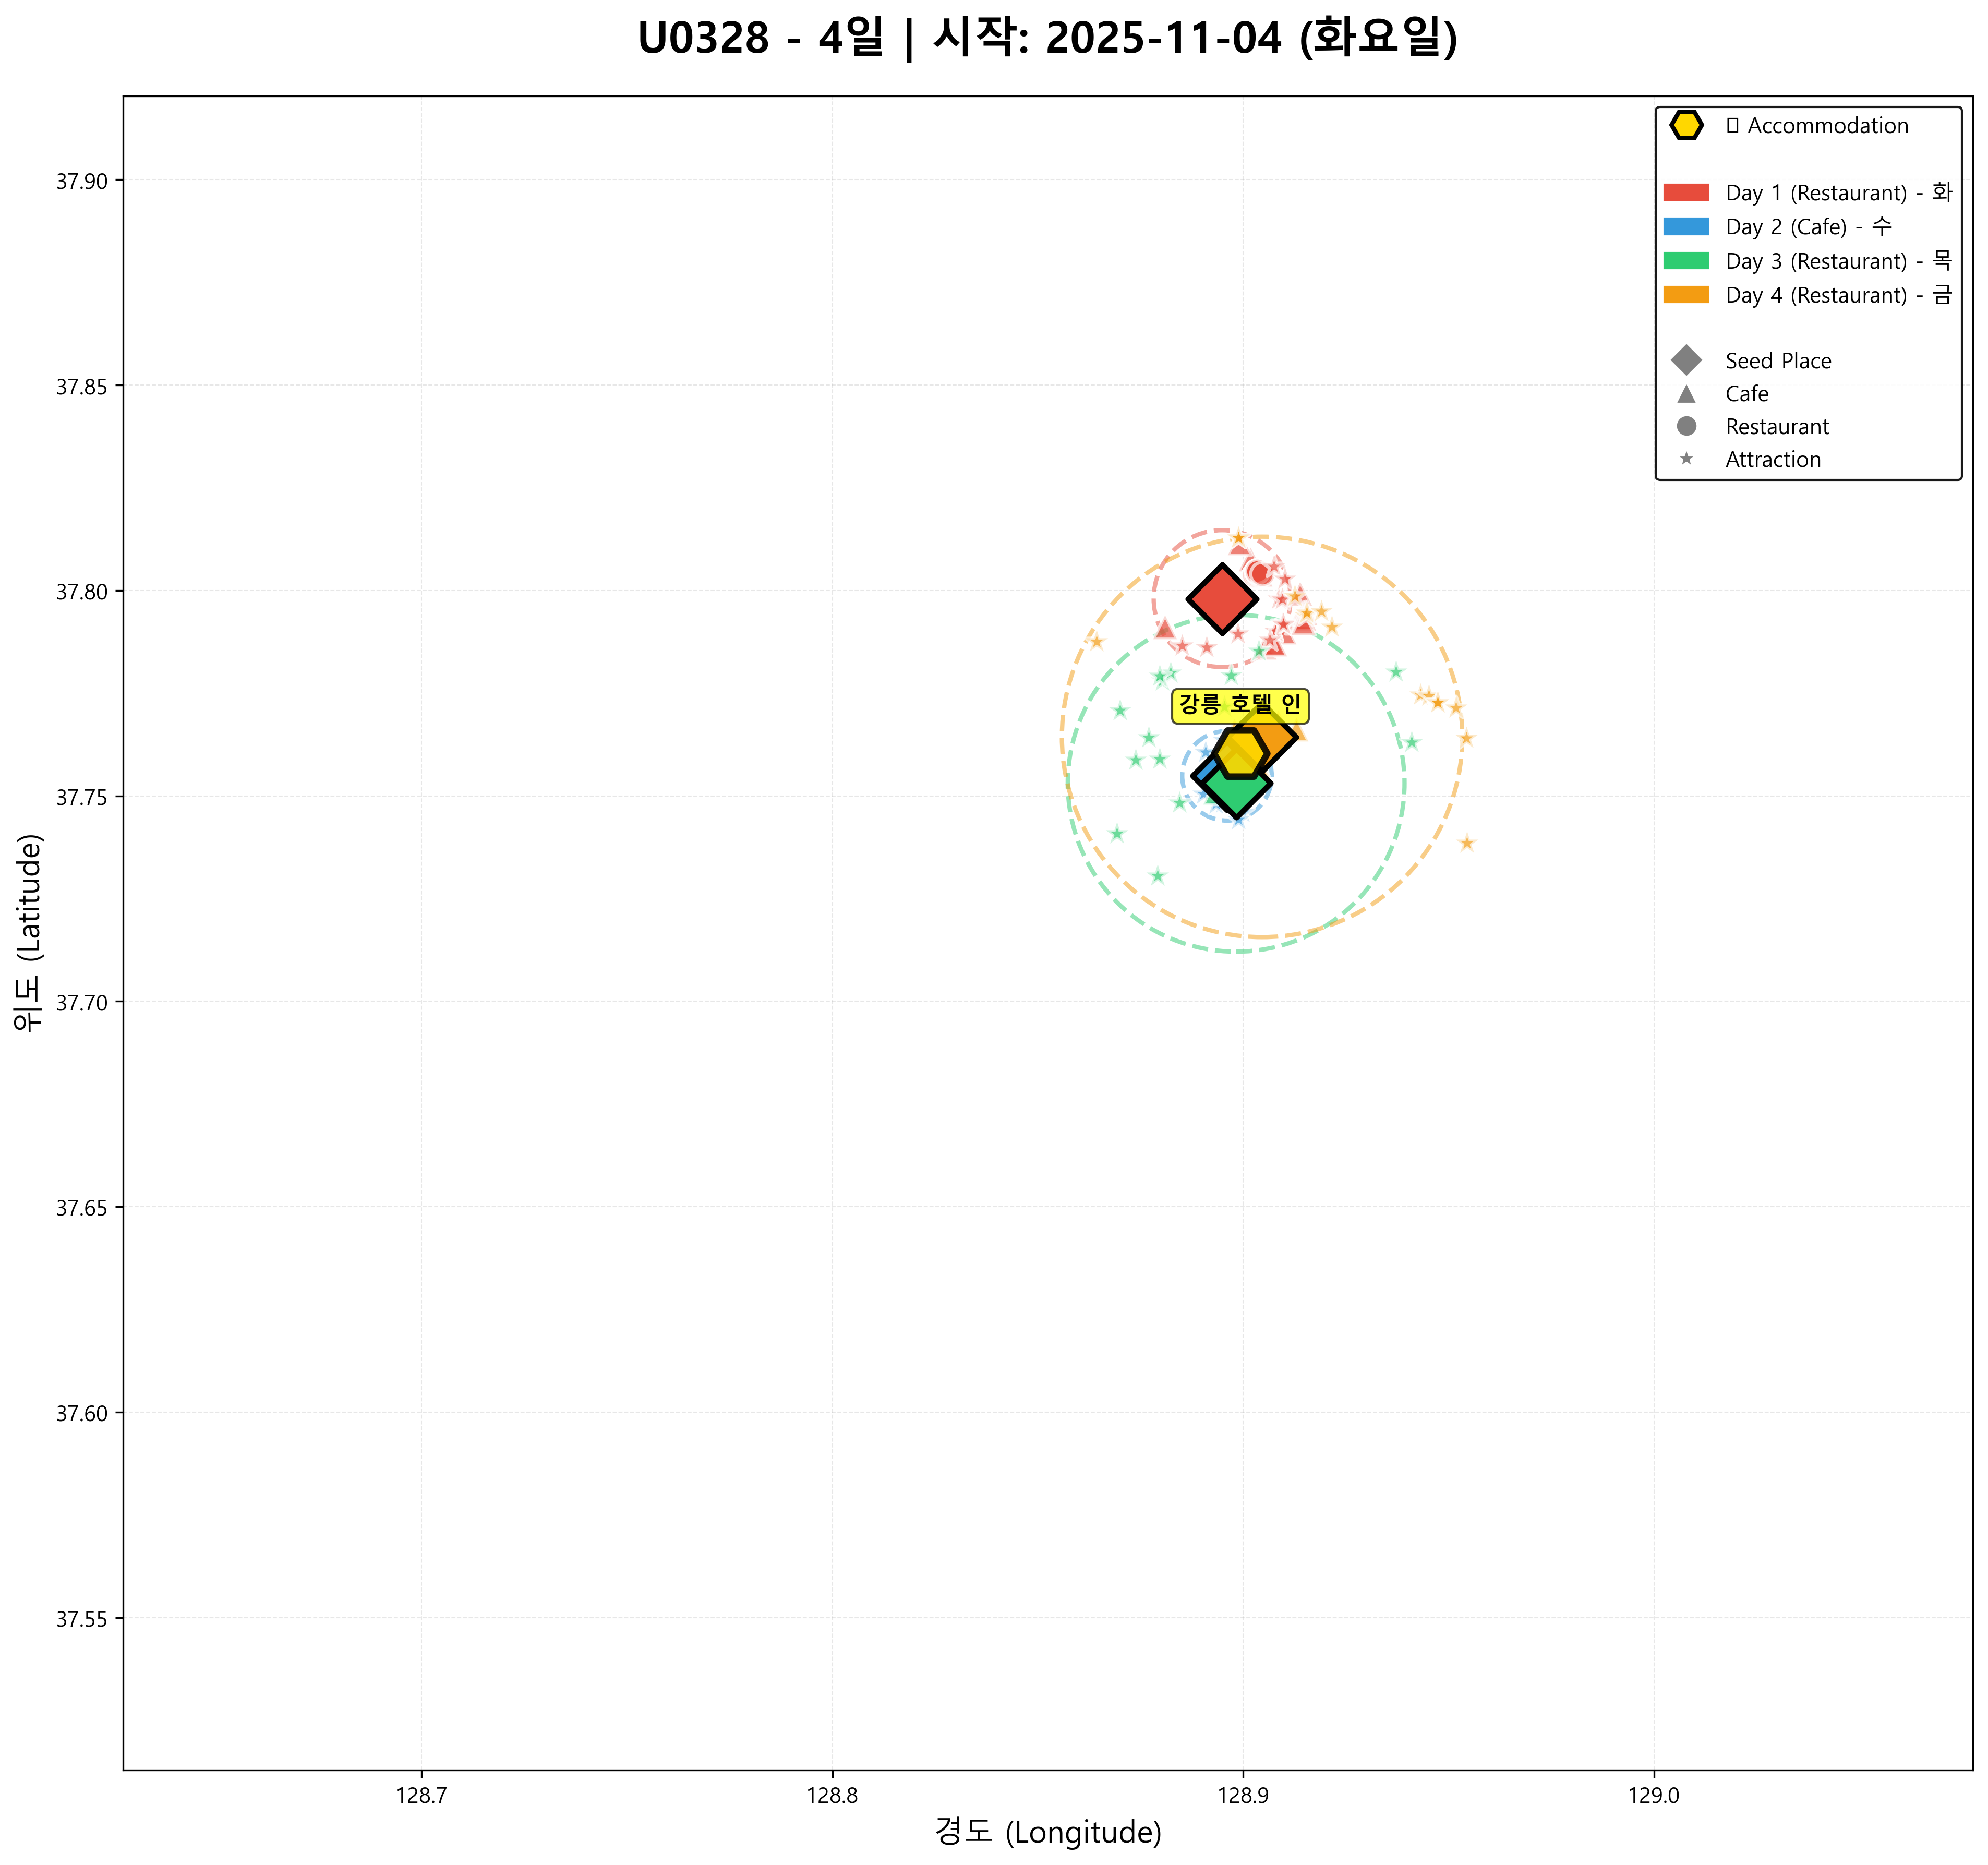 U0328 - 4일 | 시작: 2025-11-04 (화요일)
Accommodation
Day 1 (Restaurant) - 화
Day 2 (Cafe) - 수
Day 3 (Restaurant) - 목
Day 4 (Restaurant) - 금
Seed Place
Cafe
Restaurant
Attraction
강릉 호텔 인
위도 (Latitude)
37.90
37.85
37.80
37.75
37.70
37.65
37.60
37.55
128.7
128.8
128.9
129.0
경도 (Longitude)